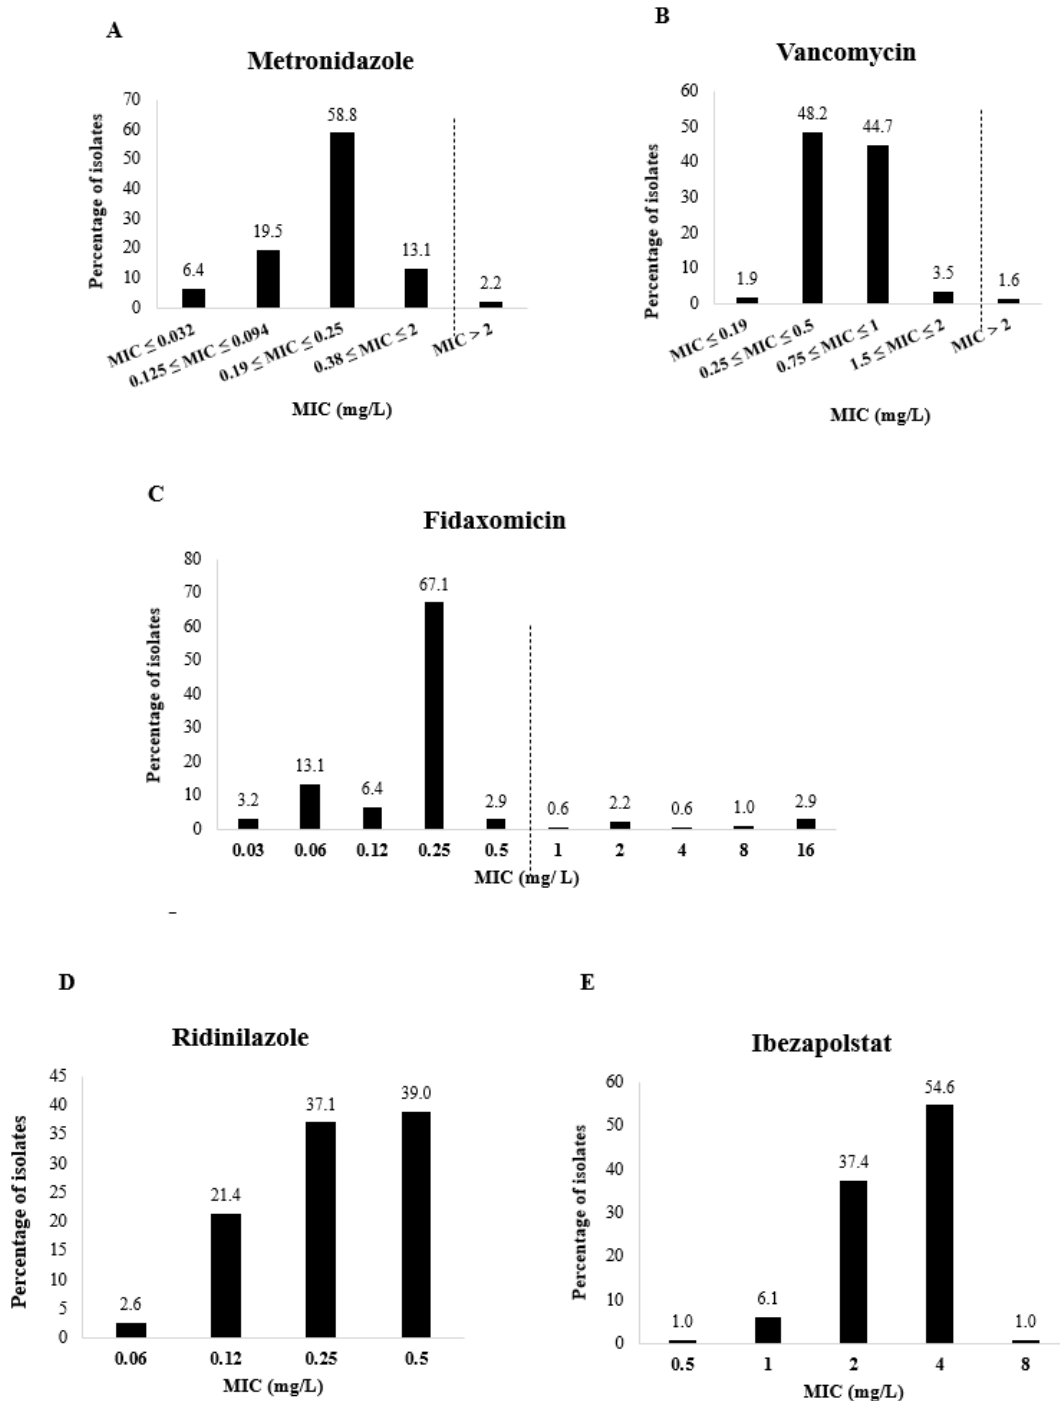 A
Metronidazole
Percentage of isolates
70
60
50
40
30
20
10
0
6.4
19.5
58.8
13.1
2.2
MIC ≤ 0.032
0.125 ≤ MIC ≤ 0.094
0.19 ≤ MIC ≤ 0.25
0.38 ≤ MIC ≤ 2
MIC > 2
MIC (mg/L)
B
Vancomycin
Percentage of isolates
60
50
40
30
20
10
0
1.9
48.2
44.7
3.5
1.6
MIC ≤ 0.19
0.25 ≤ MIC ≤ 0.5
0.75 ≤ MIC ≤ 1
1.5 ≤ MIC ≤ 2
MIC > 2
MIC (mg/L)
C
Fidaxomicin
Percentage of isolates
80
70
60
50
40
30
20
10
0
3.2
13.1
6.4
67.1
2.9
0.6
2.2
0.6
1.0
2.9
0.03 0.06 0.12 0.25 0.5 1 2 4 8 16
MIC (mg/ L)
D
Ridinilazole
Percentage of isolates
45
40
35
30
25
20
15
10
5
0
2.6
21.4
37.1
39.0
0.06 0.12 0.25 0.5
MIC (mg/L)
E
Ibezapolstat
Percentage of isolates
60
50
40
30
20
10
0
1.0
6.1
37.4
54.6
1.0
0.5 1 2 4 8
MIC (mg/L)